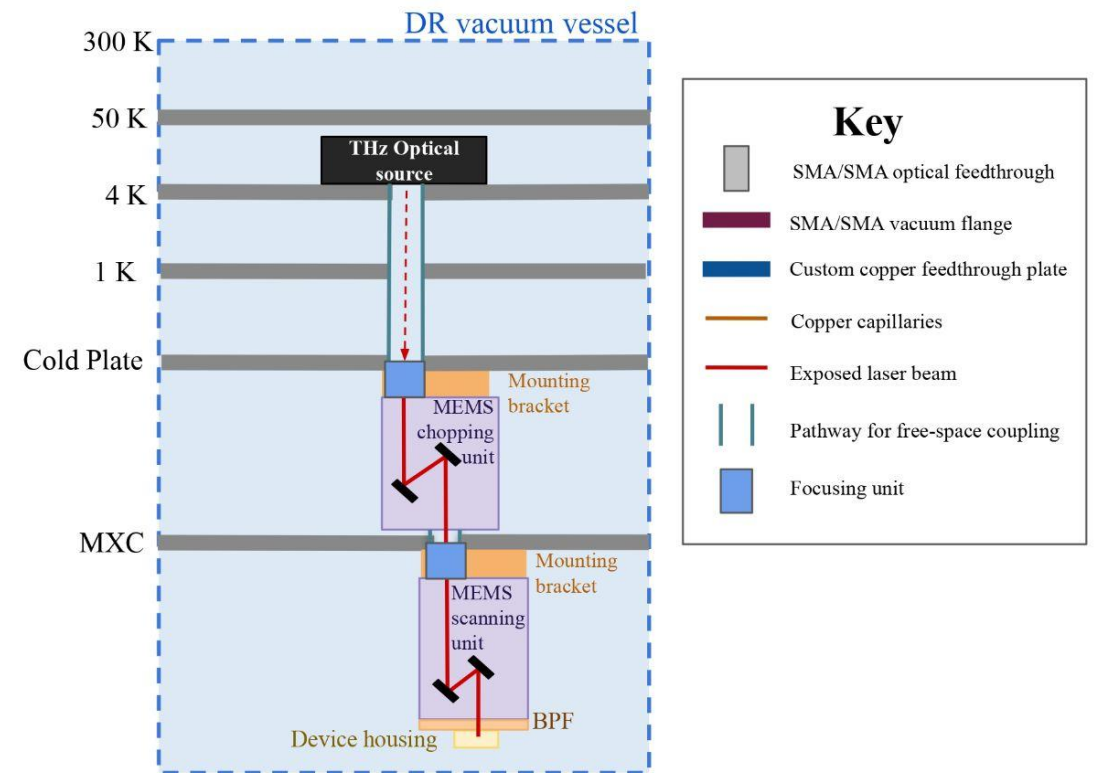 DR vacuum vessel
300 K
50 K
THz Optical
source
4 K
1 K
Cold Plate
Mounting
bracket
MEMS
chopping
unit
MXC
Mounting
bracket
MEMS
scanning
unit
BPF
Device housing
Key
SMA/SMA optical feedthrough
SMA/SMA vacuum flange
Custom copper feedthrough plate
Copper capillaries
Exposed laser beam
Pathway for free-space coupling
Focusing unit